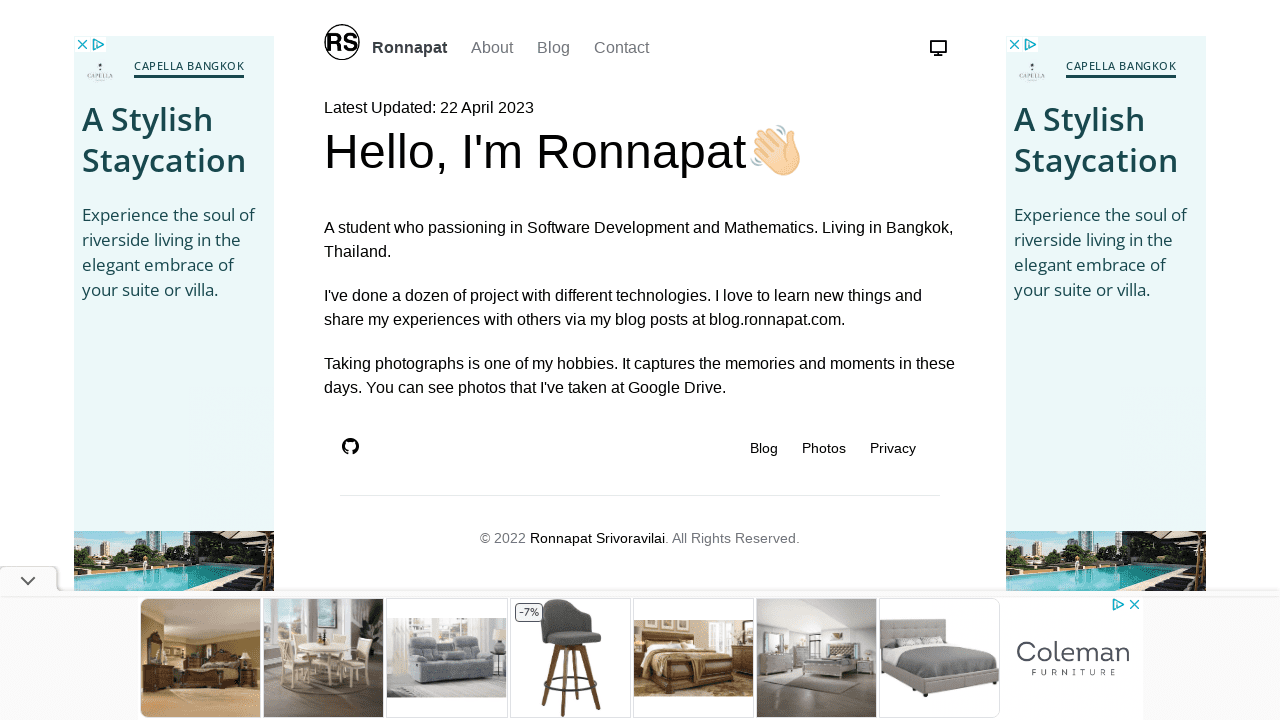 RS Ronnapat About Blog Contact
Latest Updated: 22 April 2023
Hello, I'm Ronnapat👋🏻
A student who passioning in Software Development and Mathematics. Living in Bangkok,
Thailand.
I've done a dozen of project with different technologies. I love to learn new things and
share my experiences with others via my blog posts at blog.ronnapat.com.
Taking photographs is one of my hobbies. It captures the memories and moments in these
days. You can see photos that I've taken at Google Drive.
Blog Photos Privacy
© 2022 Ronnapat Srivoravilai. All Rights Reserved.
CAPELLA
CAPELLA BANGKOK
A Stylish
Staycation
Experience the soul of
riverside living in the
elegant embrace of
your suite or villa.
CAPELLA
CAPELLA BANGKOK
A Stylish
Staycation
Experience the soul of
riverside living in the
elegant embrace of
your suite or villa.
-7%
Coleman
FURNITURE